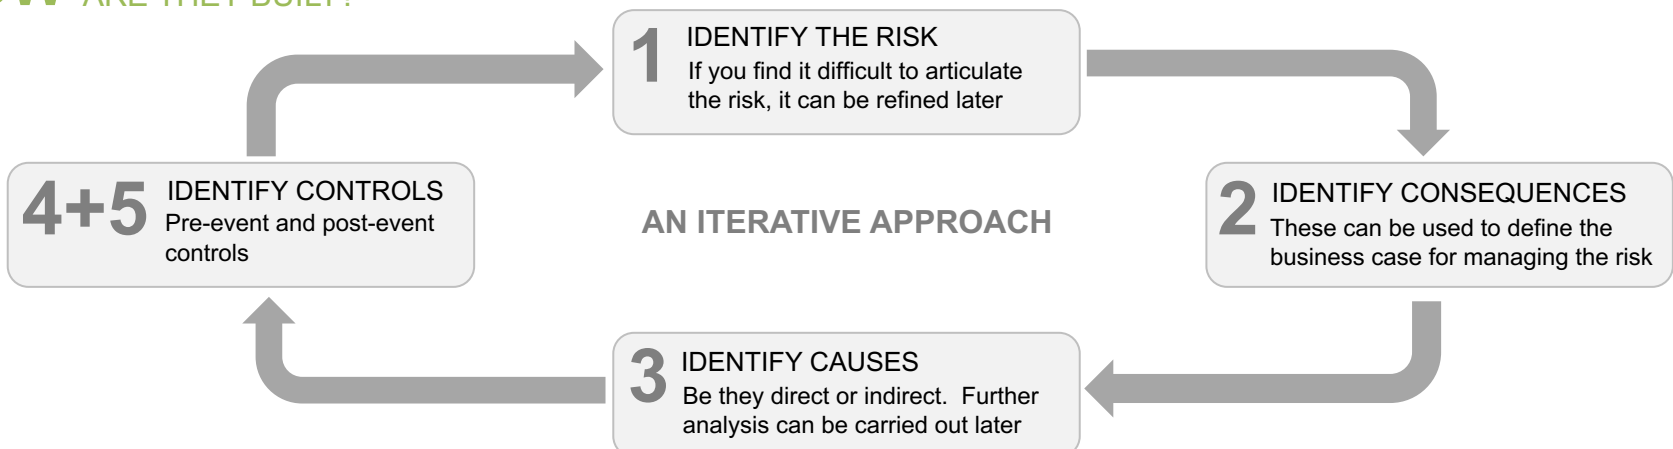 ARE THEY BUILT?
1
IDENTIFY THE RISK
If you find it difficult to articulate
the risk, it can be refined later
2
IDENTIFY CONSEQUENCES
These can be used to define the
business case for managing the risk
AN ITERATIVE APPROACH
3
IDENTIFY CAUSES
Be they direct or indirect.  Further
analysis can be carried out later
4+5
IDENTIFY CONTROLS
Pre-event and post-event
controls